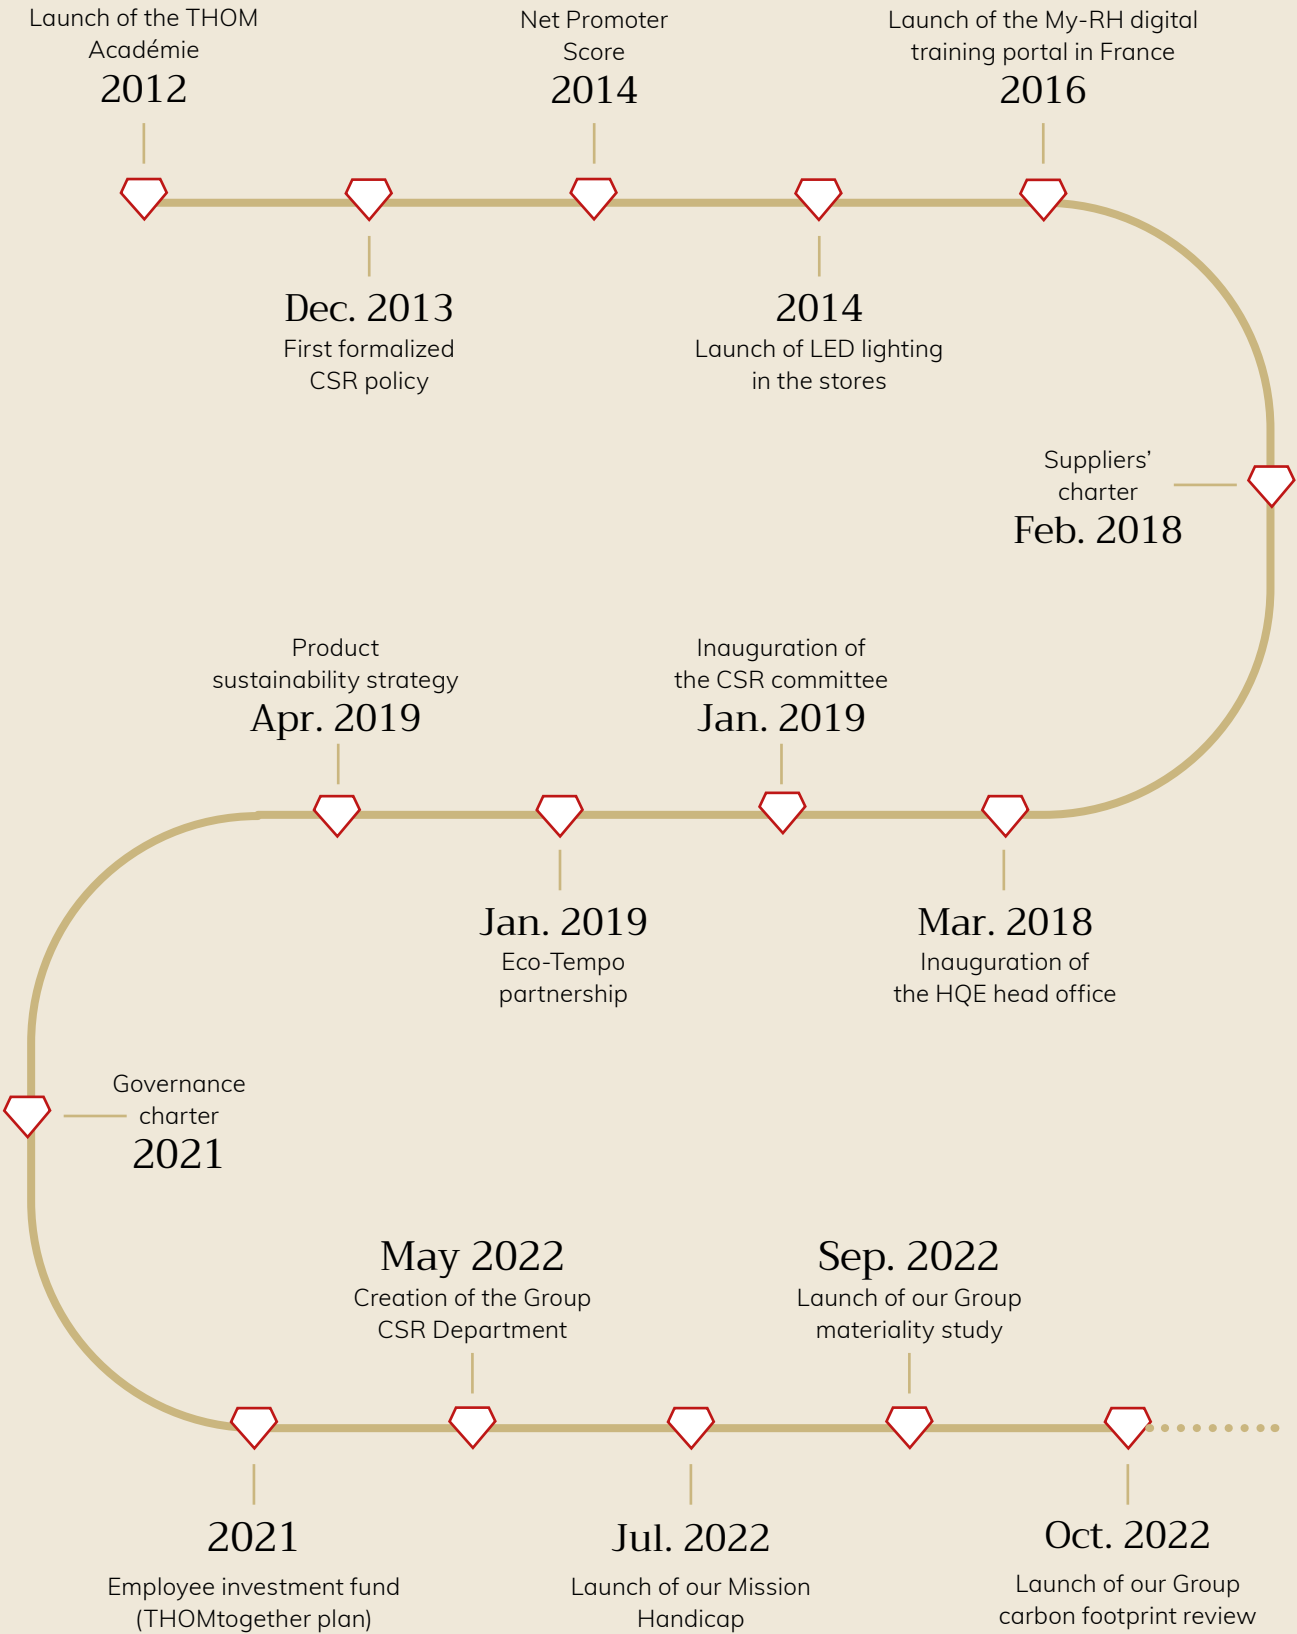 Launch of the THOM
Académie
2012
Dec. 2013
First formalized
CSR policy
Net Promoter
Score
2014
2014
Launch of LED lighting
in the stores
Launch of the My-RH digital
training portal in France
2016
Suppliers’
charter
Feb. 2018
Mar. 2018
Inauguration of
the HQE head office
Inauguration of
the CSR committee
Jan. 2019
Jan. 2019
Eco-Tempo
partnership
Product
sustainability strategy
Apr. 2019
Governance
charter
2021
2021
Employee investment fund
(THOMtogether plan)
May 2022
Creation of the Group
CSR Department
Jul. 2022
Launch of our Mission
Handicap
Sep. 2022
Launch of our Group
materiality study
Oct. 2022
Launch of our Group
carbon footprint review